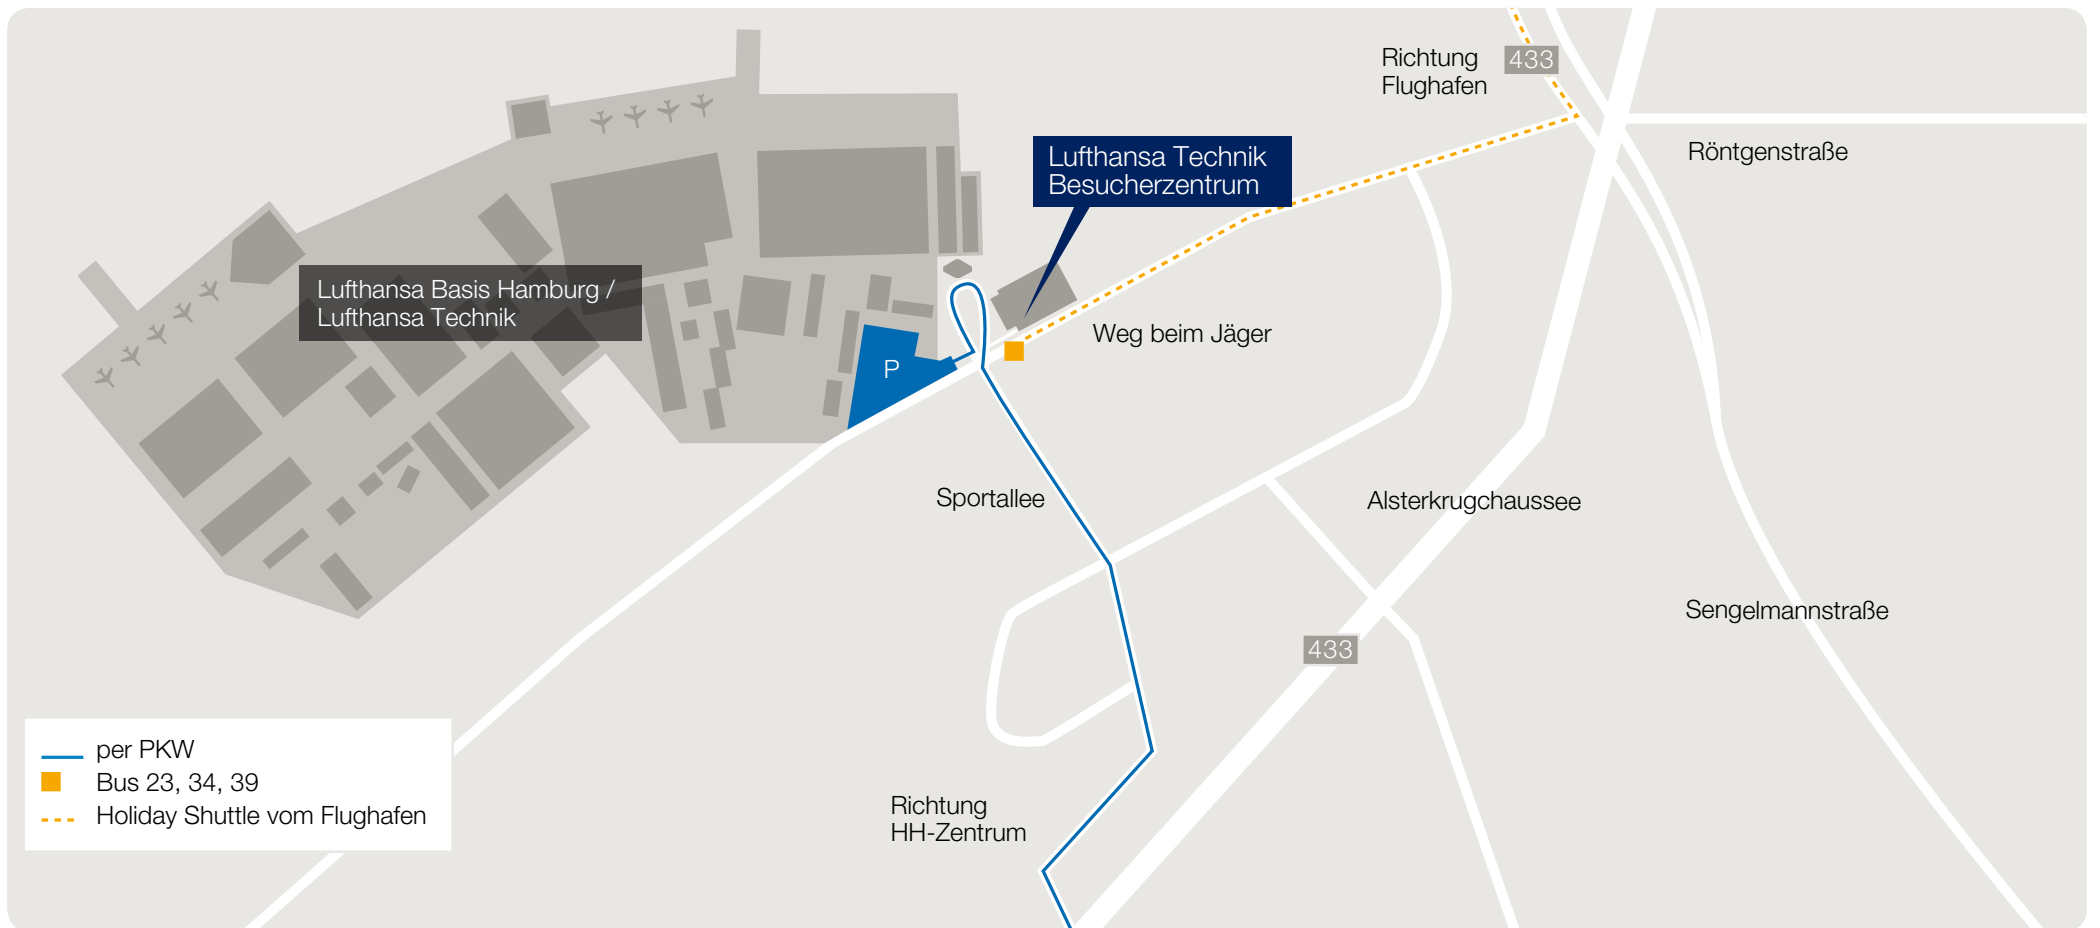 Richtung
Flughafen
433
Röntgenstraße
Lufthansa Technik
Besucherzentrum
Lufthansa Basis Hamburg /
Lufthansa Technik
Weg beim Jäger
P
Sportallee
Alsterkrugchaussee
Sengelmannstraße
433
per PKW
Bus 23, 34, 39
Holiday Shuttle vom Flughafen
Richtung
HH-Zentrum